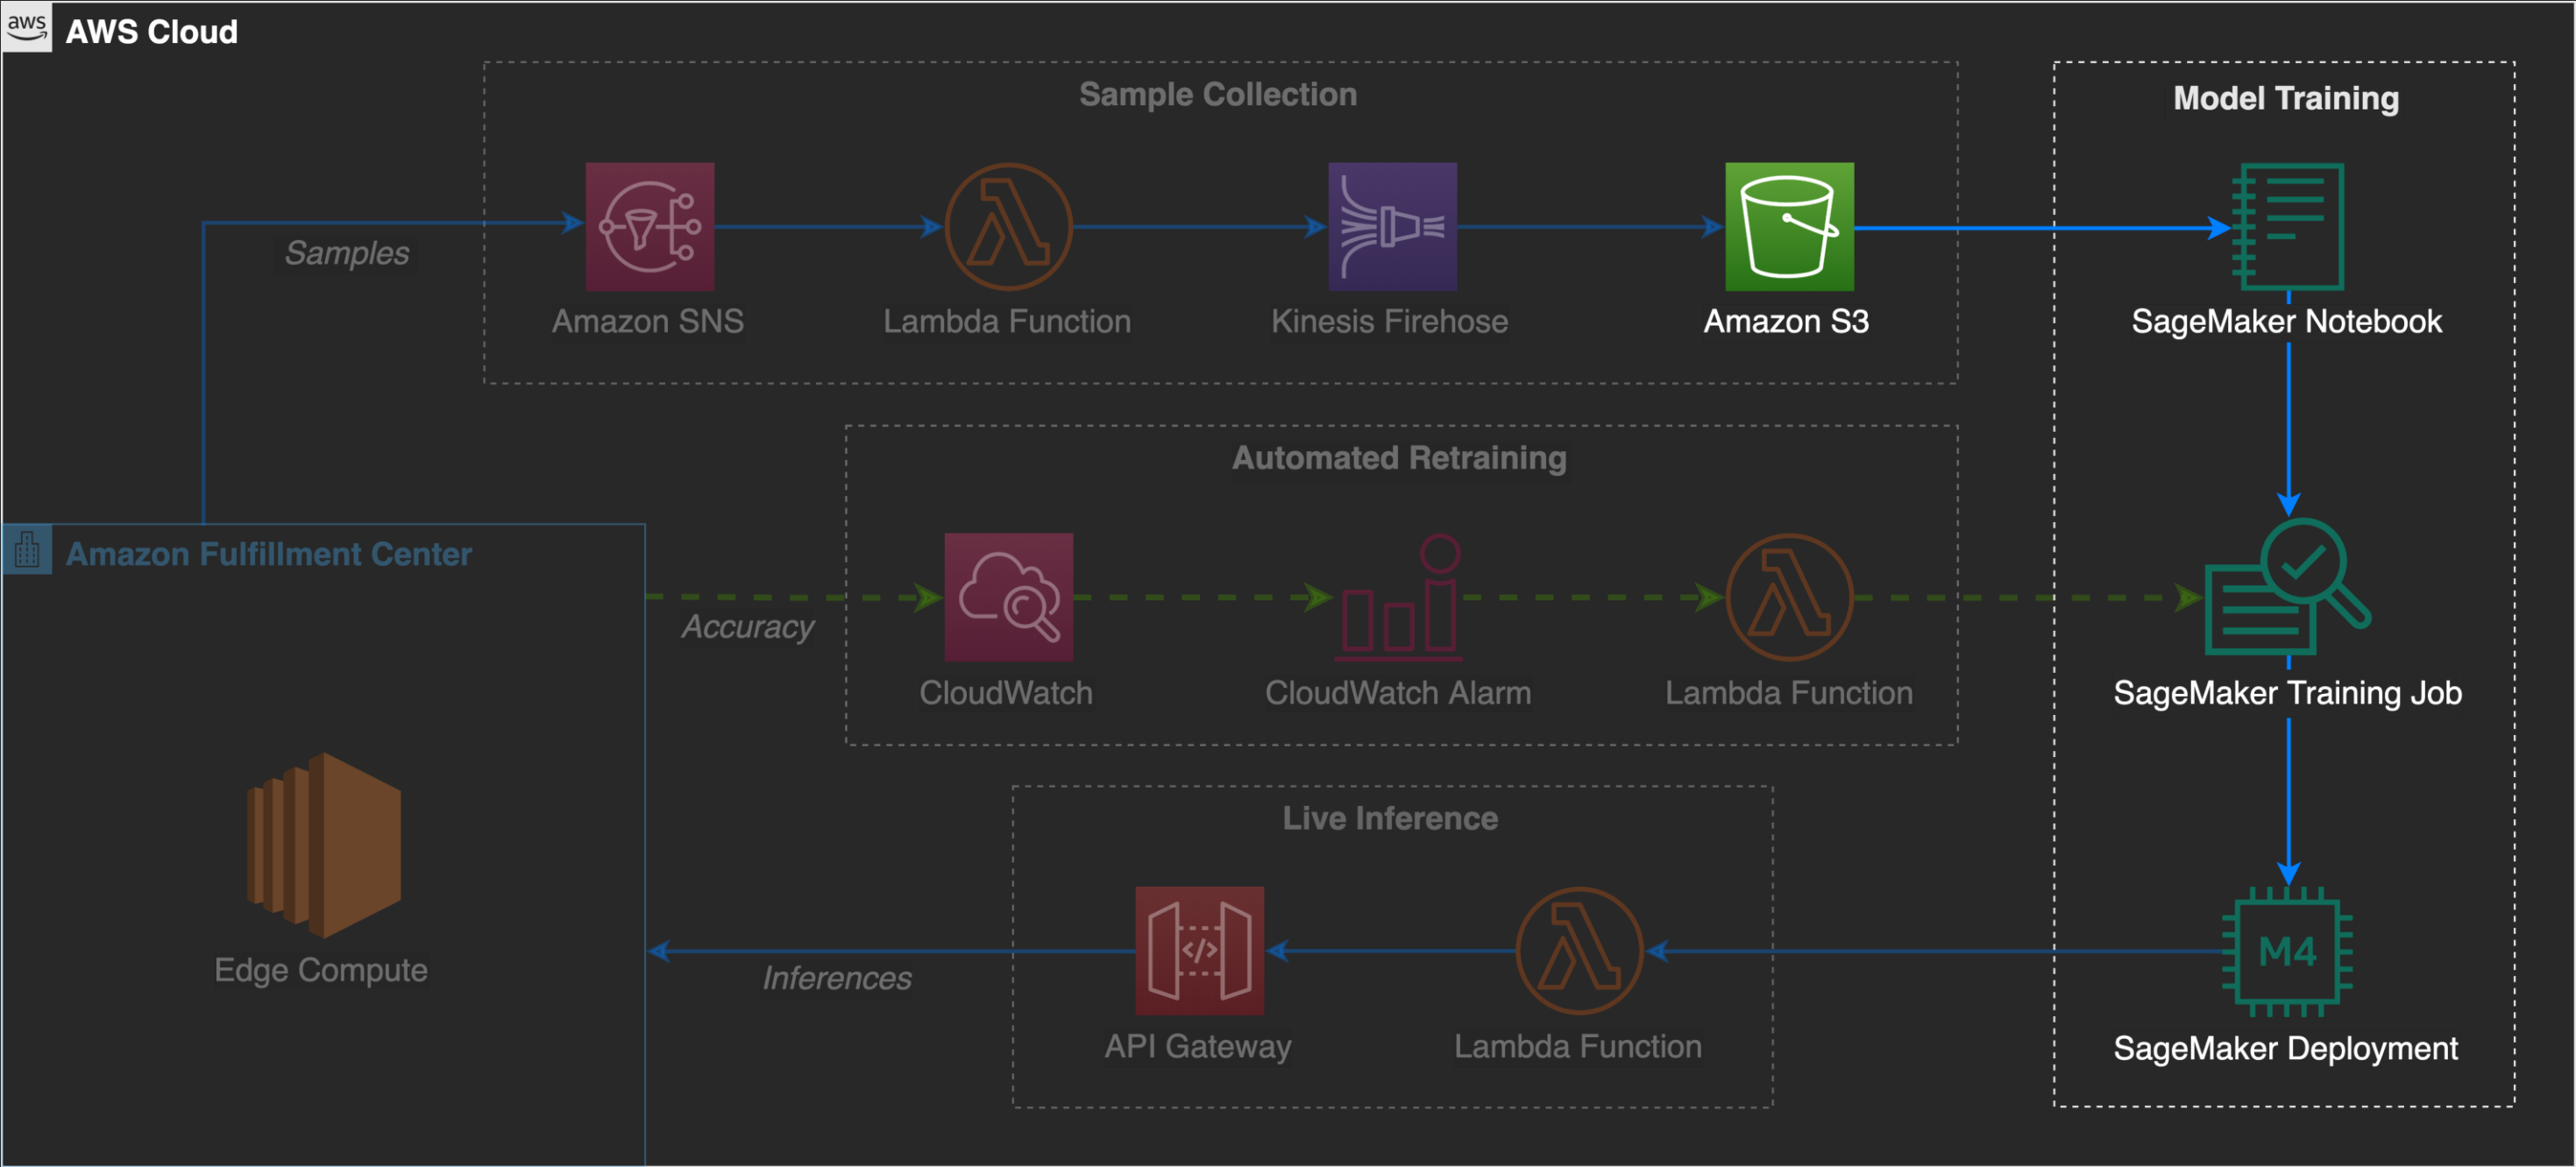 aws
AWS Cloud
Sample Collection
Model Training
Samples
Amazon SNS
Lambda Function
Kinesis Firehose
Amazon S3
SageMaker Notebook
Automated Retraining
Amazon Fulfillment Center
Accuracy
CloudWatch
CloudWatch Alarm
Lambda Function
SageMaker Training Job
Live Inference
Edge Compute
Inferences
</>
M4
API Gateway
Lambda Function
SageMaker Deployment